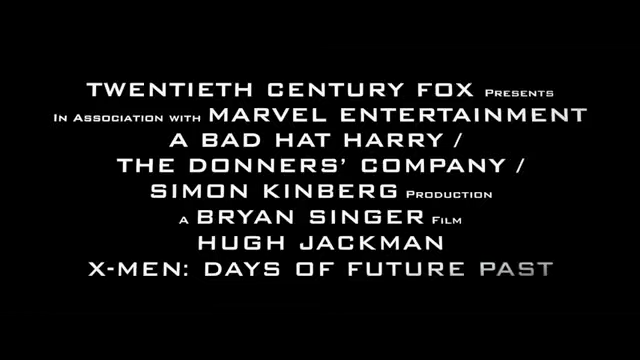 TWENTIETH CENTURY FOX PRESENTS
IN ASSOCIATION WITH MARVEL ENTERTAINMENT
A BAD HAT HARRY /
THE DONNERS' COMPANY /
SIMON KINBERG PRODUCTION
A BRYAN SINGER FILM
HUGH JACKMAN
X-MEN: DAYS OF FUTURE PAST